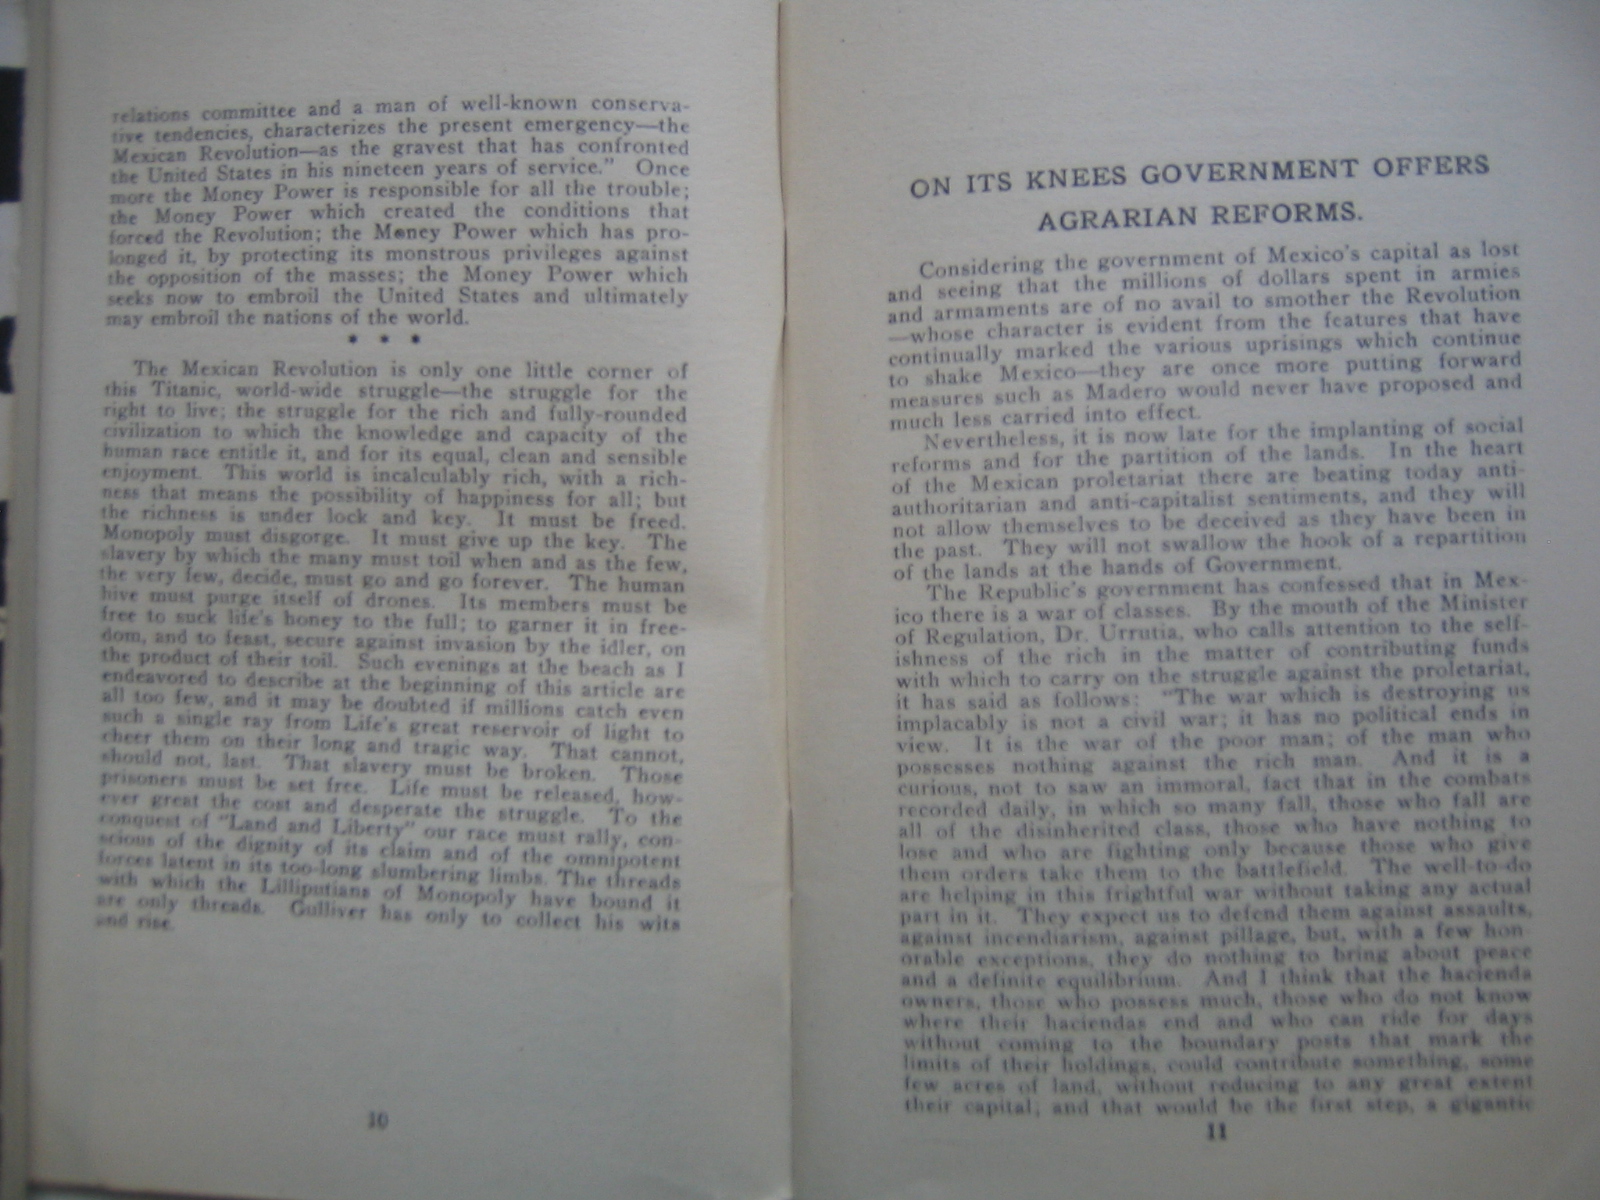 relations committee and a man of well-known conserva-
tive tendencies, characterizes the present emergency—the
Mexican Revolution—as the gravest that has confronted
the United States in his nineteen years of service." Once
more the Money Power is responsible for all the trouble;
the Money Power which created the conditions that
forced the Revolution; the Money Power which has pro-
longed it, by protecting its monstrous privileges against
the opposition of the masses; the Money Power which
seeks now to embroil the United States and ultimately
may embroil the nations of the world.
* * *
The Mexican Revolution is only one little corner of
this Titanic, world-wide struggle—the struggle for the
right to live; the struggle for the rich and fully-rounded
civilization to which the knowledge and capacity of the
human race entitle it, and for its equal, clean and sensible
enjoyment. This world is incalculably rich, with a rich-
ness that means the possibility of happiness for all; but
the richness is under lock and key. It must be freed.
Monopoly must disgorge. It must give up the key. The
slavery by which the many must toil when and as the few,
the very few, decide, must go and go forever. The human
hive must purge itself of drones. Its members must be
free to suck life's honey to the full; to garner it in free-
dom, and to feast, secure against invasion by the idler, on
the product of their toil. Such evenings at the beach as I
endeavored to describe at the beginning of this article are
all too few, and it may be doubted if millions catch even
such a single ray from Life's great reservoir of light to
cheer them on their long and tragic way. That cannot,
should not, last. That slavery must be broken. Those
prisoners must be set free. Life must be released, how-
ever great the cost and desperate the struggle. To the
conquest of "Land and Liberty" our race must rally, con-
scious of the dignity of its claim and of the omnipotent
forces latent in its too-long slumbering limbs. The threads
with which the Lilliputians of Monopoly have bound it
are only threads. Gulliver has only to collect his wits
and rise.
10
ON ITS KNEES GOVERNMENT OFFERS
AGRARIAN REFORMS.
Considering the government of Mexico's capital as lost
and seeing that the millions of dollars spent in armies
and armaments are of no avail to smother the Revolution
—whose character is evident from the features that have
continually marked the various uprisings which continue
to shake Mexico—they are once more putting forward
measures such as Madero would never have proposed and
much less carried into effect.
Nevertheless, it is now late for the implanting of social
reforms and for the partition of the lands. In the heart
of the Mexican proletariat there are beating today anti-
authoritarian and anti-capitalist sentiments, and they will
not allow themselves to be deceived as they have been in
the past. They will not swallow the hook of a repartition
of the lands at the hands of Government.
The Republic's government has confessed that in Mex-
ico there is a war of classes. By the mouth of the Minister
of Regulation, Dr. Urrutia, who calls attention to the self-
ishness of the rich in the matter of contributing funds
with which to carry on the struggle against the proletariat,
it has said as follows: "The war which is destroying us
implacably is not a civil war; it has no political ends in
view. It is the war of the poor man; of the man who
possesses nothing against the rich man. And it is a
curious, not to saw an immoral, fact that in the combats
recorded daily, in which so many fall, those who fall are
all of the disinherited class, those who have nothing to
lose and who are fighting only because those who give
them orders take them to the battlefield. The well-to-do
are helping in this frightful war without taking any actual
part in it. They expect us to defend them against assaults,
against incendiarism, against pillage, but, with a few hon-
orable exceptions, they do nothing to bring about peace
and a definite equilibrium. And I think that the hacienda
owners, those who possess much, those who do not know
where their haciendas end and who can ride for days
without coming to the boundary posts that mark the
limits of their holdings, could contribute something, some
few acres of land, without reducing to any great extent
their capital; and that would be the first step, a gigantic
11